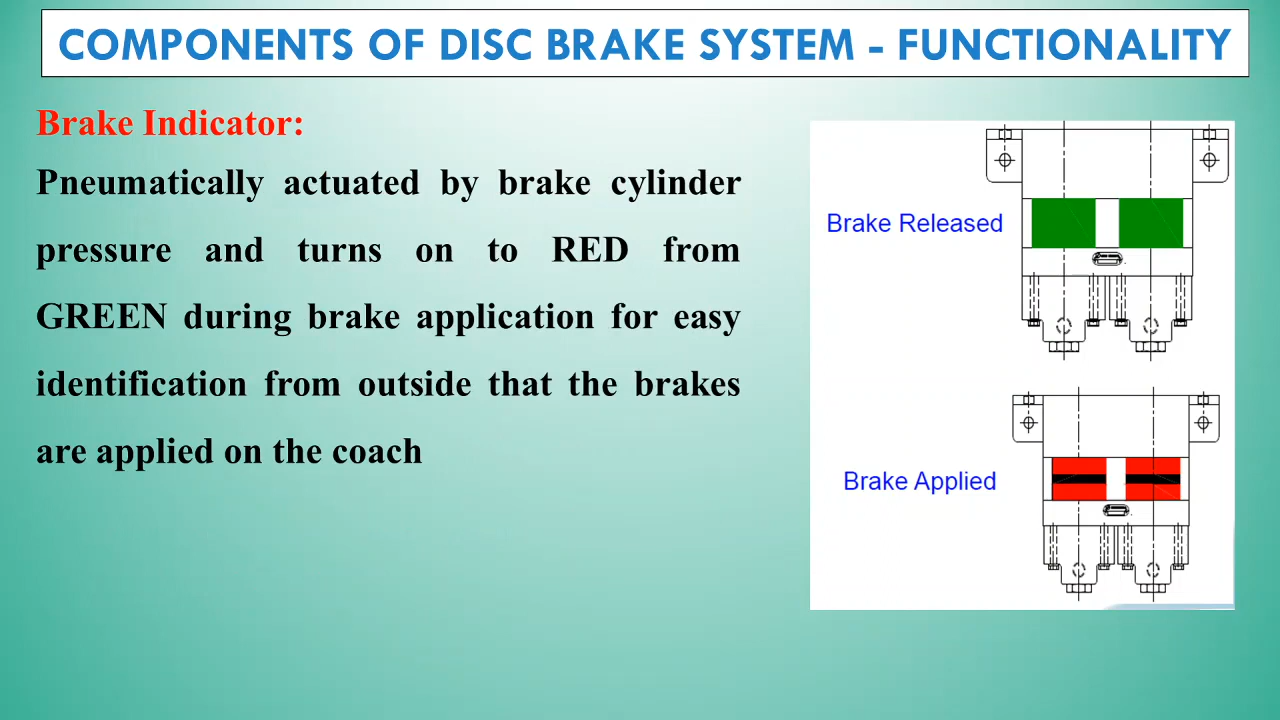 COMPONENTS OF DISC BRAKE SYSTEM - FUNCTIONALITY
Brake Indicator:
Pneumatically actuated by brake cylinder
pressure and turns on to RED from
GREEN during brake application for easy
identification from outside that the brakes
are applied on the coach
Brake Released
Brake Applied